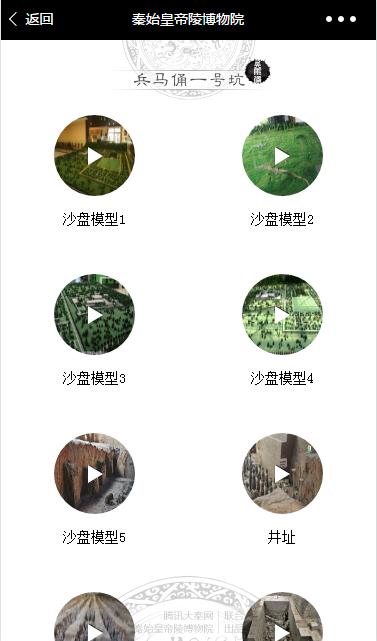 返回
秦始皇帝陵博物院
兵马俑一号坑
沙盘模型1
沙盘模型2
沙盘模型3
沙盘模型4
沙盘模型5
井址
腾讯大秦网 联合
秦始皇帝陵博物院 出品